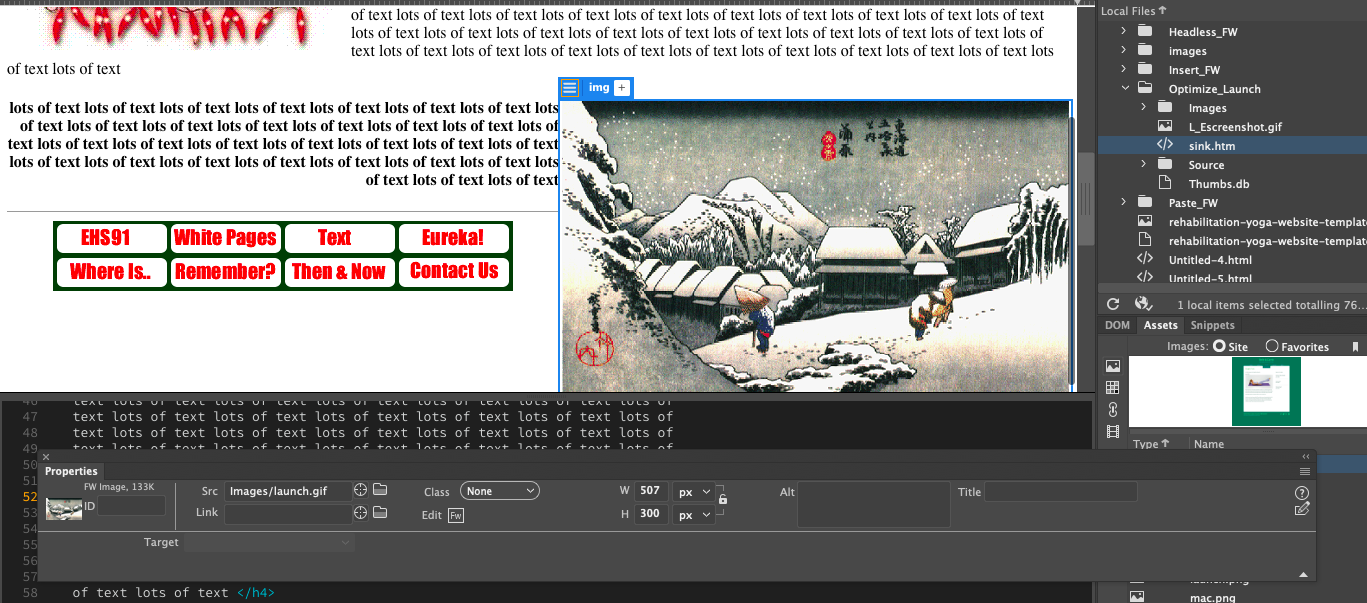 of text lots of text lots of text lots of text lots of text lots of text lots of text lots of text lots of text lots of text
lots of text lots of text lots of text lots of text lots of text lots of text lots of text lots of text lots of text lots of
text lots of text lots of text lots of text lots of text lots of text lots of text lots of text lots of text lots of text lots
of text lots of text
img +
lots of text lots of text lots of text lots of text lots of text lots of text lots of text lots
of text lots of text lots of text lots of text lots of text lots of text lots of text lots of
text lots of text lots of text lots of text lots of text lots of text lots of text lots of text
lots of text lots of text lots of text lots of text lots of text lots of text lots of text lots
of text lots of text lots of text
東海道
五拾三次
之内
蒲原
EHS91 White Pages Text Eureka!
Where Is.. Remember? Then & Now Contact Us
Local Files
Headless_FW
images
Insert_FW
Optimize_Launch
Images
L_Escreenshot.gif
sink.htm
Source
Thumbs.db
Paste_FW
rehabilitation-yoga-website-template
rehabilitation-yoga-website-template
Untitled-4.html
Untitled-5.html
1 local items selected totalling 76...
DOM Assets Snippets
Images: Site Favorites
Type Name
46 text lots of text lots of text lots of text lots of text lots of
47 text lots of text lots of text lots of text lots of text lots of
48 text lots of text lots of text lots of text lots of text lots of
49 text lots of text lots of text lots of text lots of text lots of
50
51
52
53
54
55
56
57
58 of text lots of text </h4>
Properties
FW Image, 133K
ID
Src Images/launch.gif
Link
Class None
Edit Fw
W 507 px
H 300 px
Alt
Title
Target
launch.png
mac.png